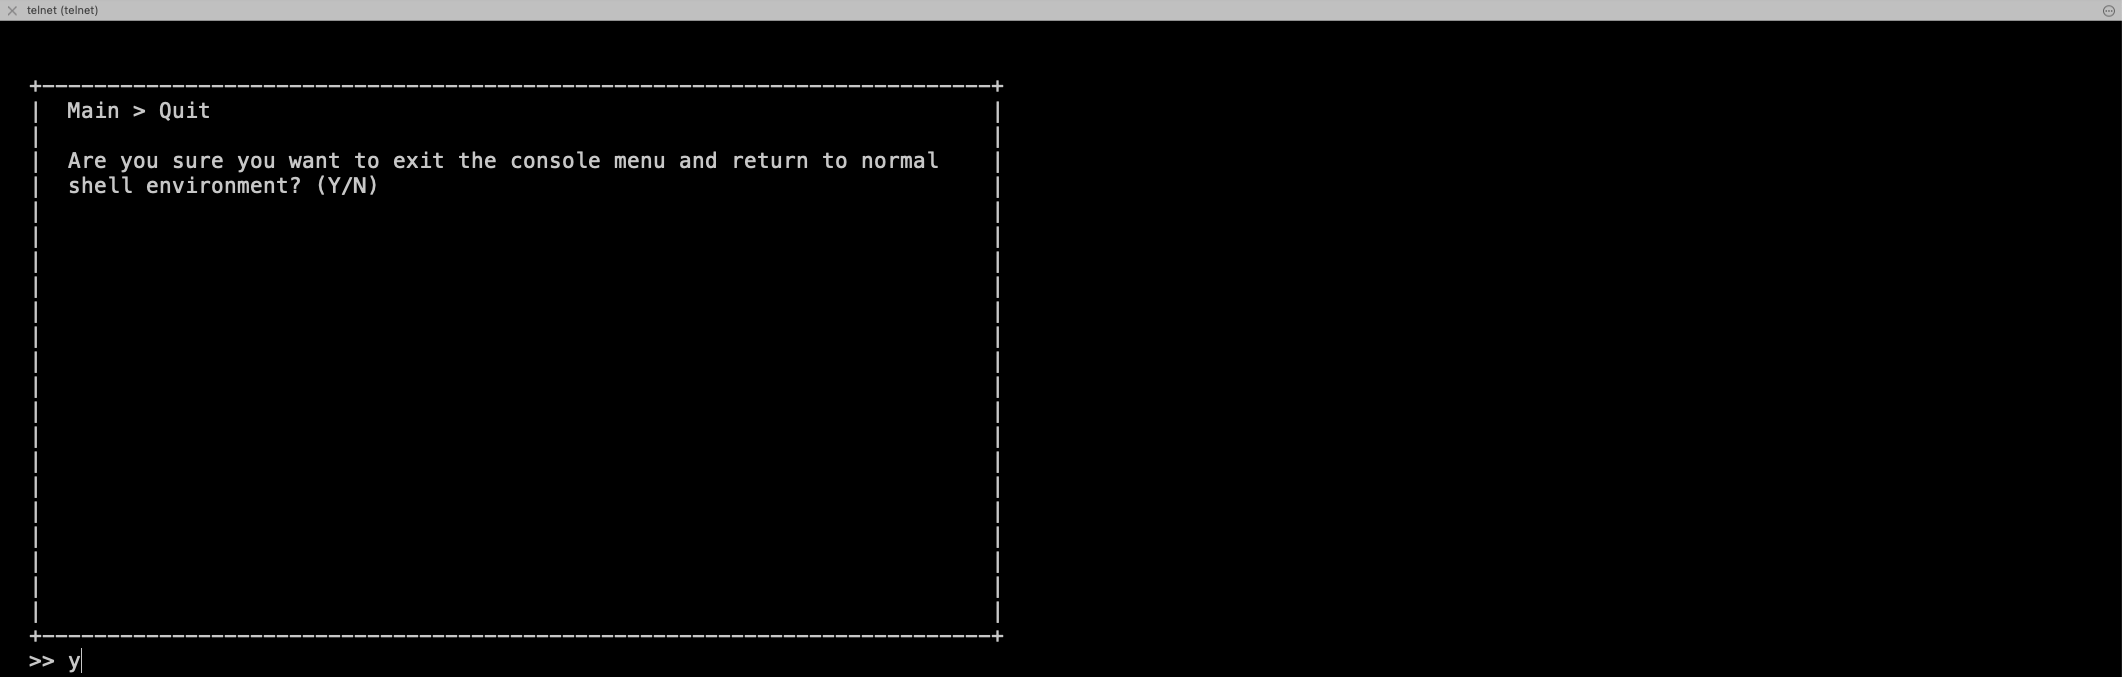 telnet (telnet)
Main > Quit
Are you sure you want to exit the console menu and return to normal
shell environment? (Y/N)
>> y